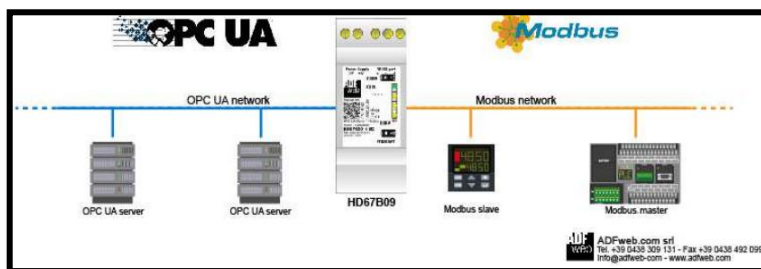 OPC UA
Modbus
OPC UA network
Modbus network
OPC UA server
OPC UA server
HD67B09
Modbus slave
Modbus master
ADF
web
ADFweb.com srl
Tel. +39 0438 309 131 - Fax +39 0438 492 099
info@adfweb-com - www.adfweb.com